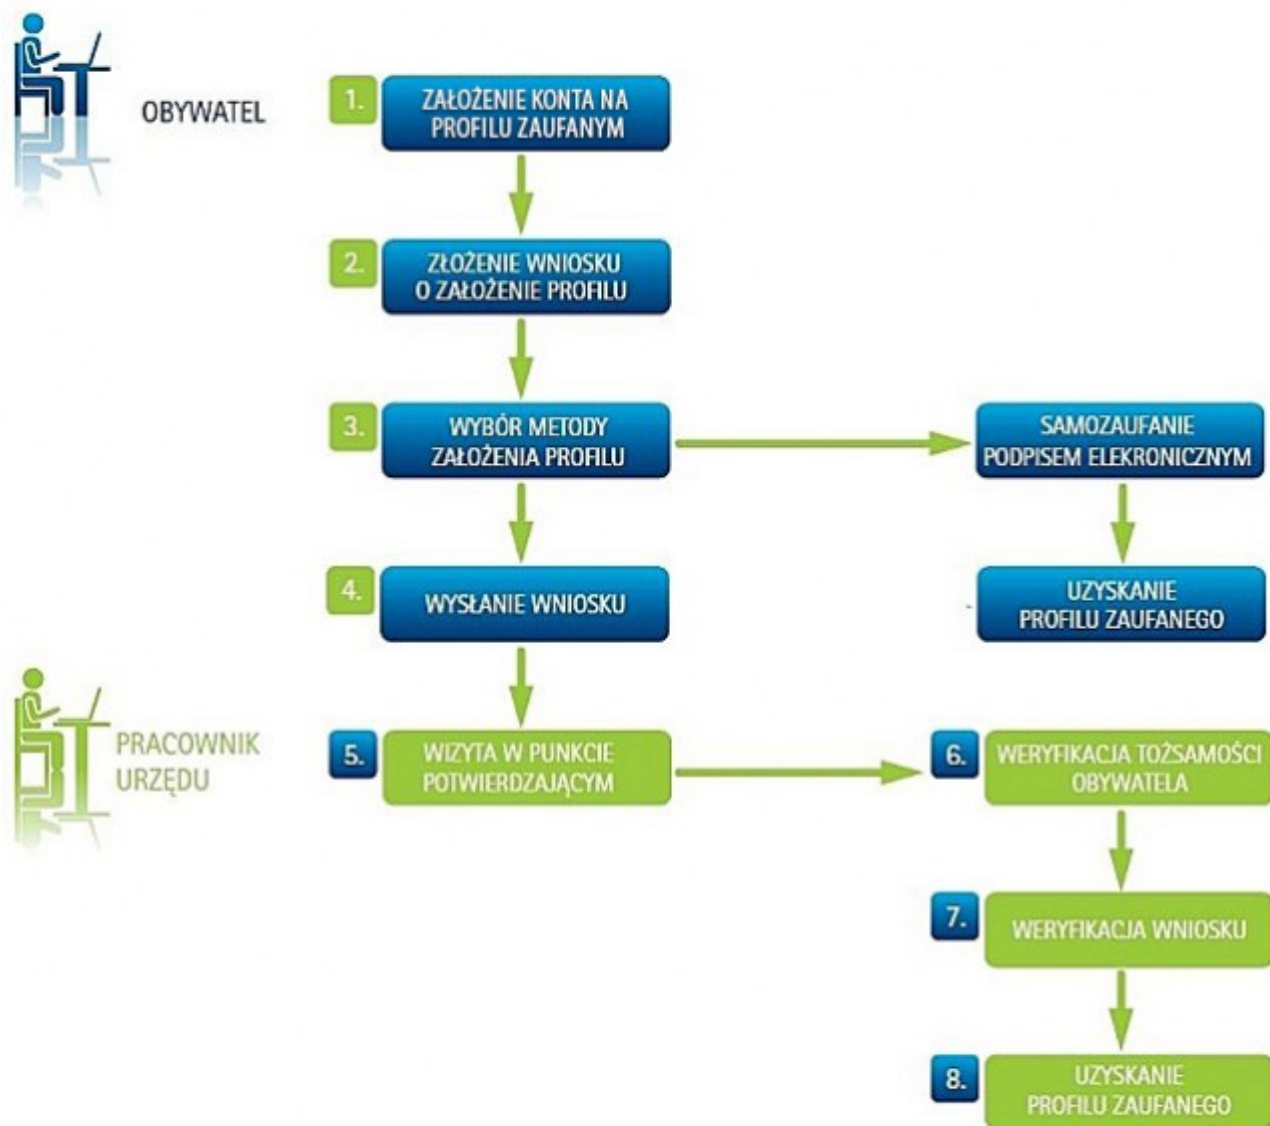 OBYWATEL
1.
ZAŁOŻENIE KONTA NA
PROFILU ZAUFANYM
2.
ZŁOŻENIE WNIOSKU
O ZAŁOŻENIE PROFILU
3.
WYBÓR METODY
ZAŁOŻENIA PROFILU
SAMOZAUFANIE
PODPISEM ELEKRONICZNYM
4.
WYSŁANIE WNIOSKU
UZYSKANIE
PROFILU ZAUFANEGO
PRACOWNIK
URZĘDU
5.
WIZYTA W PUNKCIE
POTWIERDZAJĄCYM
6.
WERYFIKACJA TOŻSAMOŚCI
OBYWATELA
7.
WERYFIKACJA WNIOSKU
8.
UZYSKANIE
PROFILU ZAUFANEGO